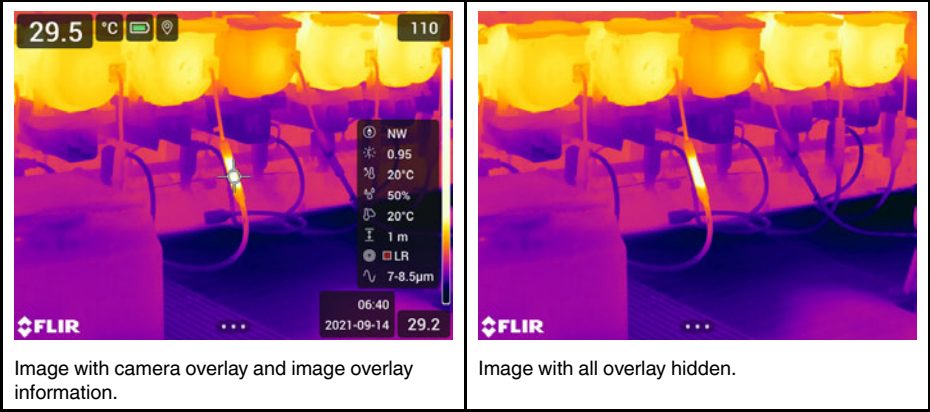 29.5 °C
110
NW
0.95
20°C
50%
20°C
1 m
LR
7-8.5µm
06:40
2021-09-14
29.2
FLIR
FLIR
Image with camera overlay and image overlay
information.
Image with all overlay hidden.